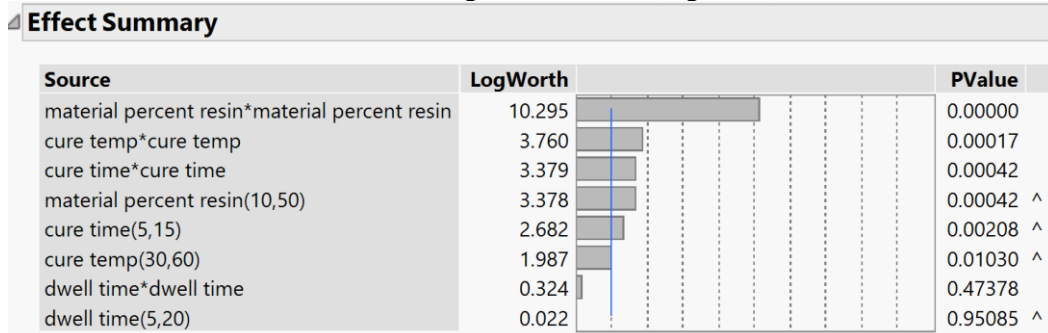 Effect Summary
Source LogWorth PValue
material percent resin*material percent resin 10.295 0.00000
cure temp*cure temp 3.760 0.00017
cure time*cure time 3.379 0.00042
material percent resin(10,50) 3.378 0.00042 ^
cure time(5,15) 2.682 0.00208 ^
cure temp(30,60) 1.987 0.01030 ^
dwell time*dwell time 0.324 0.47378
dwell time(5,20) 0.022 0.95085 ^